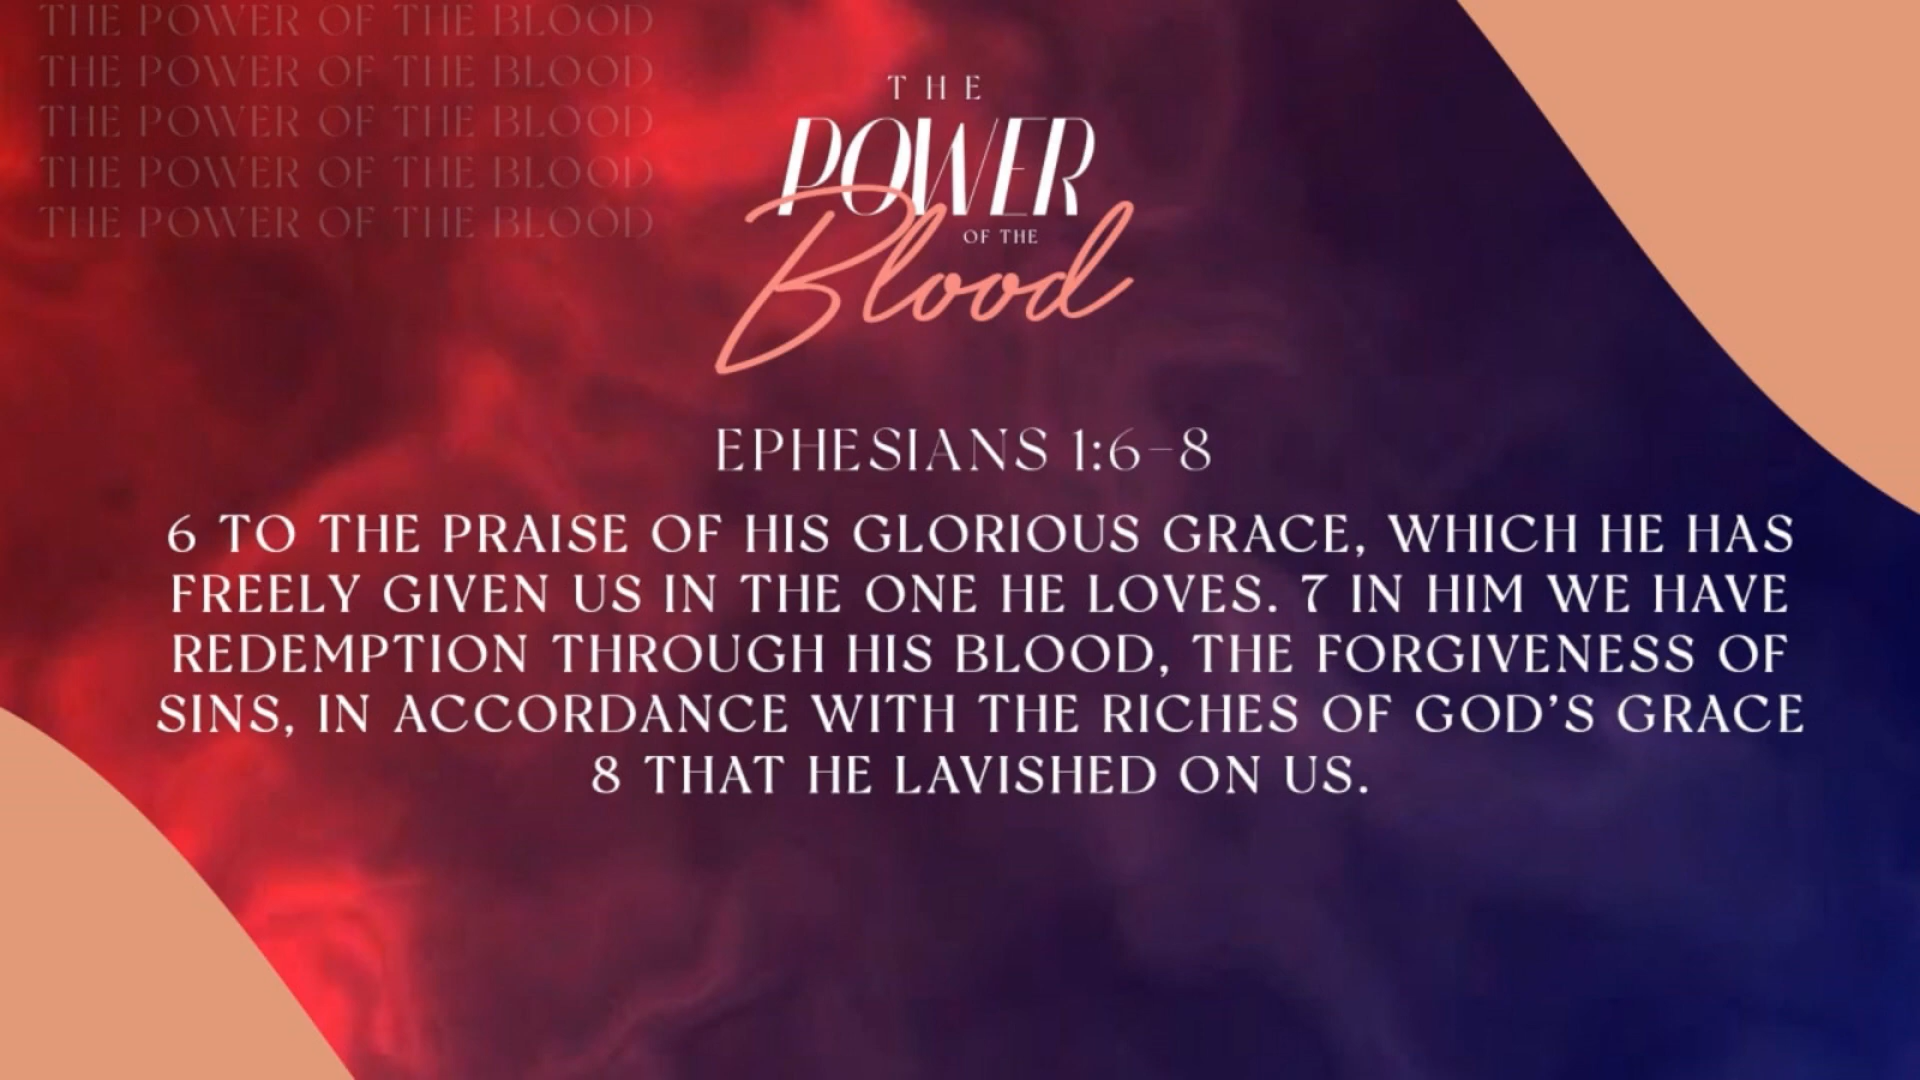 THE POWER OF THE BLOOD
THE POWER OF THE BLOOD
THE POWER OF THE BLOOD
THE POWER OF THE BLOOD
THE POWER OF THE BLOOD
THE
POWER
OF THE
Blood
EPHESIANS 1:6-8
6 TO THE PRAISE OF HIS GLORIOUS GRACE, WHICH HE HAS
FREELY GIVEN US IN THE ONE HE LOVES. 7 IN HIM WE HAVE
REDEMPTION THROUGH HIS BLOOD, THE FORGIVENESS OF
SINS, IN ACCORDANCE WITH THE RICHES OF GOD’S GRACE
8 THAT HE LAVISHED ON US.